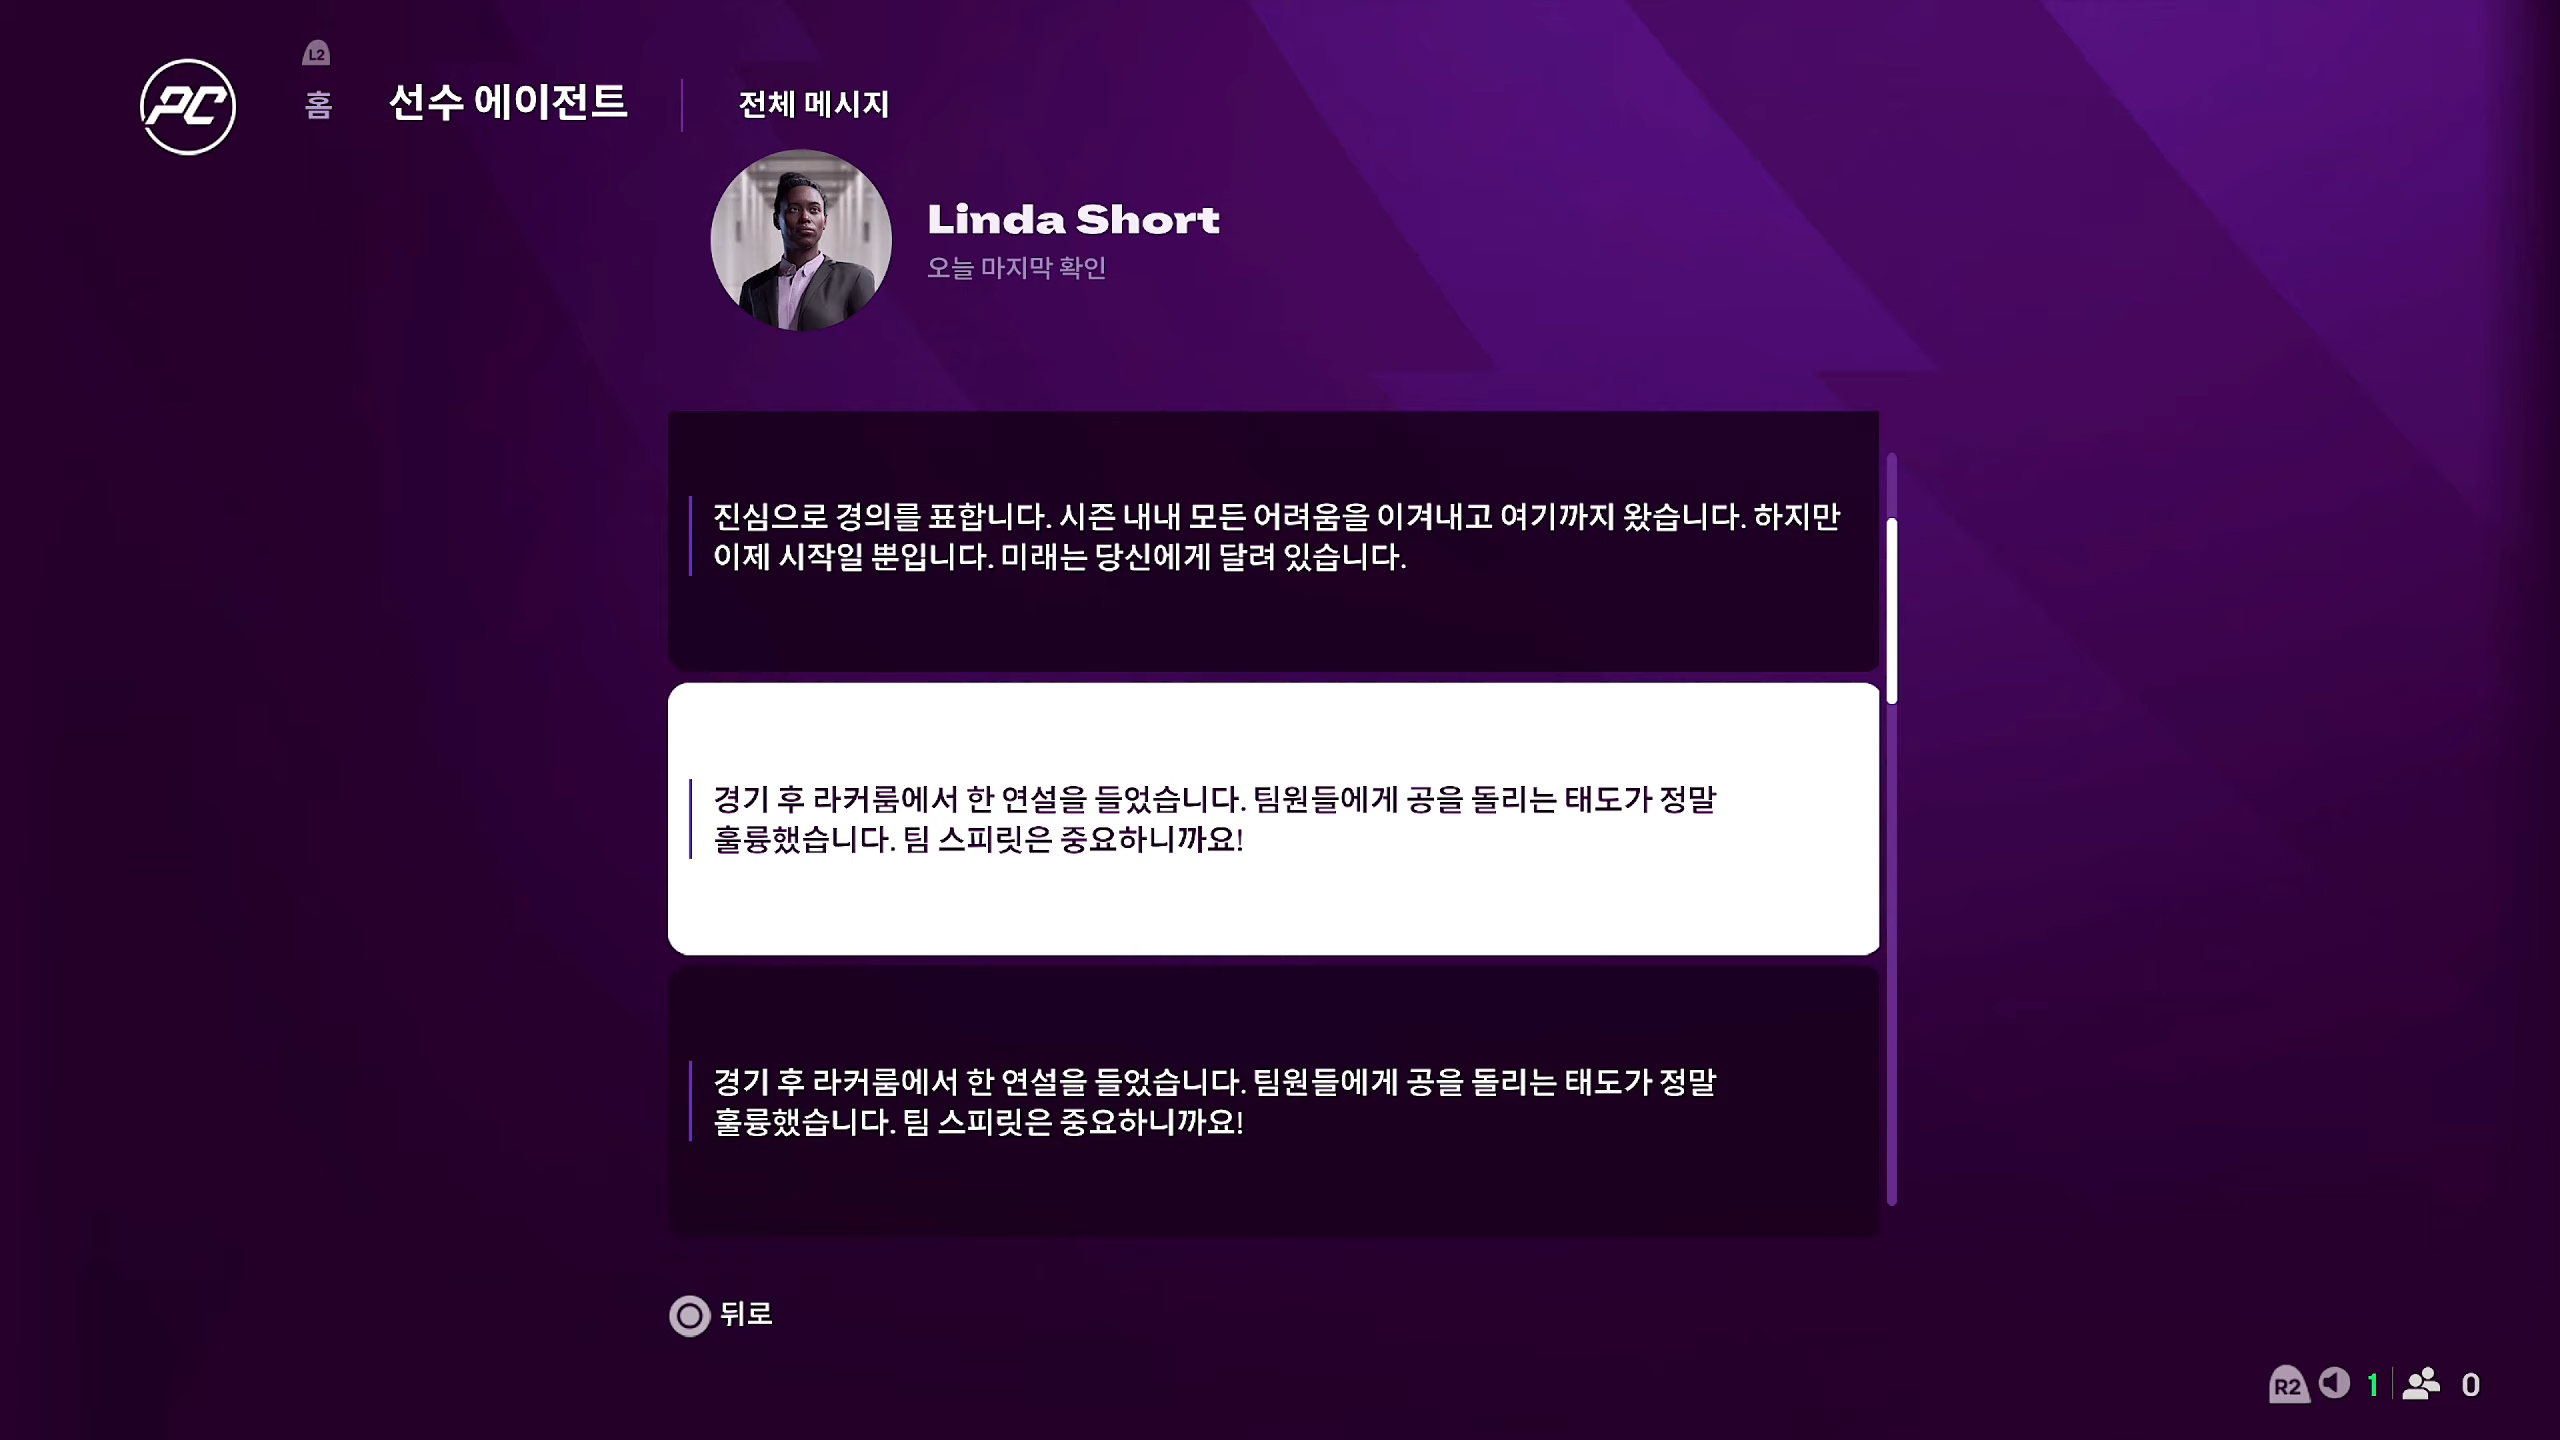 L2
PC
홈
선수 에이전트
전체 메시지
Linda Short
오늘 마지막 확인
진심으로 경의를 표합니다. 시즌 내내 모든 어려움을 이겨내고 여기까지 왔습니다. 하지만
이제 시작일 뿐입니다. 미래는 당신에게 달려 있습니다.
경기 후 라커룸에서 한 연설을 들었습니다. 팀원들에게 공을 돌리는 태도가 정말
훌륭했습니다. 팀 스피릿은 중요하니까요!
경기 후 라커룸에서 한 연설을 들었습니다. 팀원들에게 공을 돌리는 태도가 정말
훌륭했습니다. 팀 스피릿은 중요하니까요!
뒤로
R2 1 0